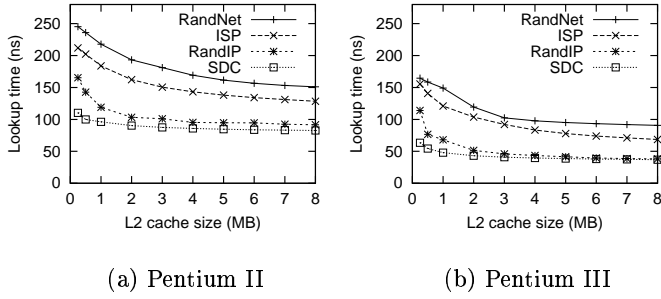 250
200
150
100
50
0
Lookup time (ns)
RandNet
ISP
RandIP
SDC
0 1 2 3 4 5 6 7 8
L2 cache size (MB)
(a) Pentium II
250
200
150
100
50
0
Lookup time (ns)
RandNet
ISP
RandIP
SDC
0 1 2 3 4 5 6 7 8
L2 cache size (MB)
(b) Pentium III